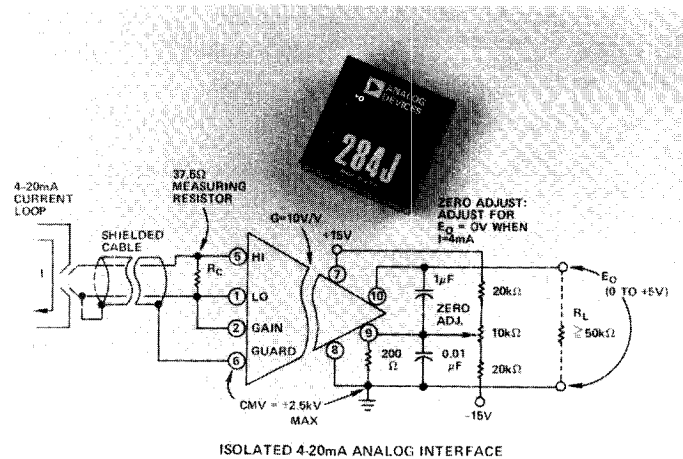 ANALOG
DEVICES
284J
37.5Ω
MEASURING
RESISTOR
4-20mA
CURRENT
LOOP
SHIELDED
CABLE
I
RC
G=10V/V
+15V
ZERO ADJUST:
ADJUST FOR
EO = 0V WHEN
I=4mA
5
HI
1
LO
2
GAIN
6
GUARD
7
10
9
8
1µF
ZERO
ADJ.
20kΩ
10kΩ
20kΩ
200
Ω
0.01
µF
-15V
EO
(0 TO +5V)
RL
≥ 50kΩ
CMV = ±2.5kV
MAX
ISOLATED 4-20mA ANALOG INTERFACE